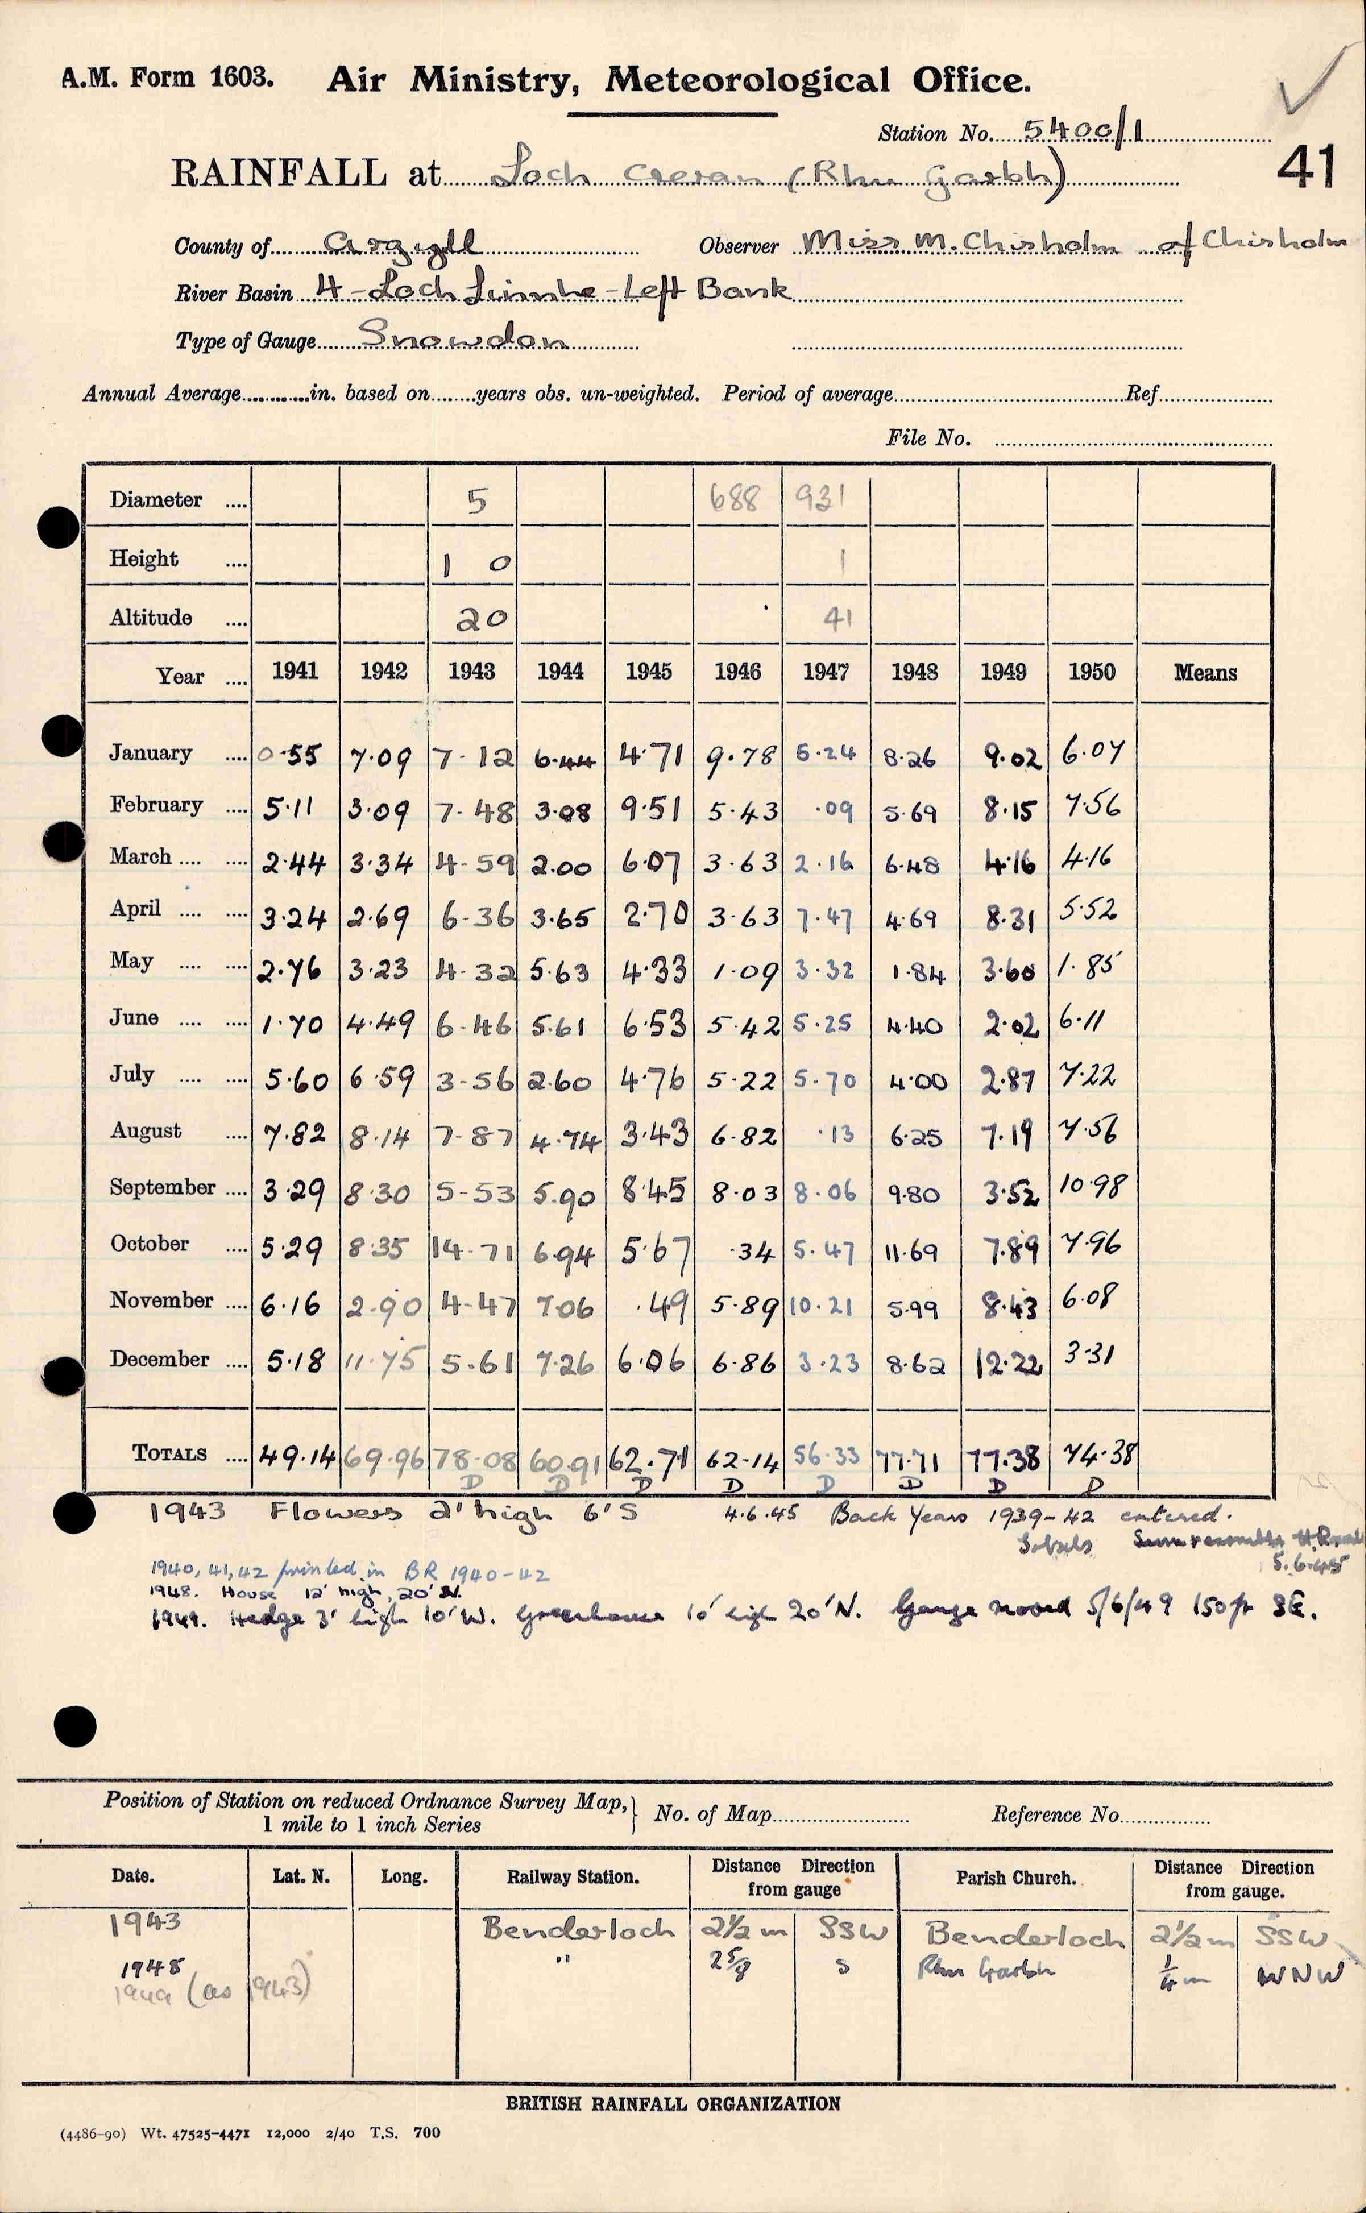 A.M. Form 1603. Air Ministry, Meteorological Office.
Station No. 5400/1
RAINFALL at Loch Creran (Rhu Garbh) 41
County of Argyll Observer Miss M. Chisholm of Chisholm
River Basin 4 - Loch Linnhe - Left Bank
Type of Gauge Snowdon
Annual Average in. based on years obs. un-weighted. Period of average Ref
File No.
Diameter .... 5 688 931
Height .... 1 0 1
Altitude .... 20 41
Year .... 1941 1942 1943 1944 1945 1946 1947 1948 1949 1950 Means
January .... 0.55 7.09 7-12 6.44 4.71 9.78 5.24 8.26 9.02 6.07
February .... 5.11 3.09 7-48 3.08 9.51 5.43 .09 5.69 8.15 7.56
March .... .... 2.44 3.34 4-59 2.00 6.07 3.63 2.16 6.48 4.16 4.16
April .... .... 3.24 2.69 6-36 3.65 2.70 3.63 7.47 4.69 8.31 5.52
May .... .... 2.76 3.23 4-32 5.63 4.33 1.09 3.32 1.84 3.60 1.85
June .... .... 1.70 4.49 6-46 5.61 6.53 5.42 5.25 4.40 2.02 6.11
July .... .... 5.60 6.59 3-56 2.60 4.76 5.22 5.70 4.00 2.87 7.22
August .... 7.82 8.14 7-87 4.74 3.43 6.82 .13 6.25 7.19 7.56
September .... 3.29 8.30 5-53 5.90 8.45 8.03 8.06 9.80 3.52 10.98
October .... 5.29 8.35 14-71 6.94 5.67 .34 5.47 11.69 7.89 7.96
November .... 6.16 2.90 4-47 7.06 .49 5.89 10.21 5.99 8.43 6.08
December .... 5.18 11.75 5-61 7.26 6.06 6.86 3.23 8.62 12.22 3.31
TOTALS .... 49.14 69.96 78-08 60.91 62.71 62.14 56.33 77.71 77.38 74.38
D D D D D D D D
1943 Flowers 2' high 6'S 4.6.45 Back Years 1939-42 entered.
5.6.45
1940, 41, 42 printed in BR 1940-42
1948. House 12' high, 20' N.
1949. Hedge 3' high 10'W. Greenhouse 10' high 20'N. Gauge moved 5/6/49 150 ft SE.
Position of Station on reduced Ordnance Survey Map, 1 mile to 1 inch Series No. of Map Reference No
Date. Lat. N. Long. Railway Station. Distance Direction from gauge Parish Church. Distance Direction from gauge.
1943 Benderloch 2½ m SSW Benderloch 2½ m SSW
1948 " 2⅝ S Rhu Garbh ¼ m WNW
1949 (as 1943)
BRITISH RAINFALL ORGANIZATION
(4486-90) Wt. 47525-4471 12,000 2/40 T.S. 700